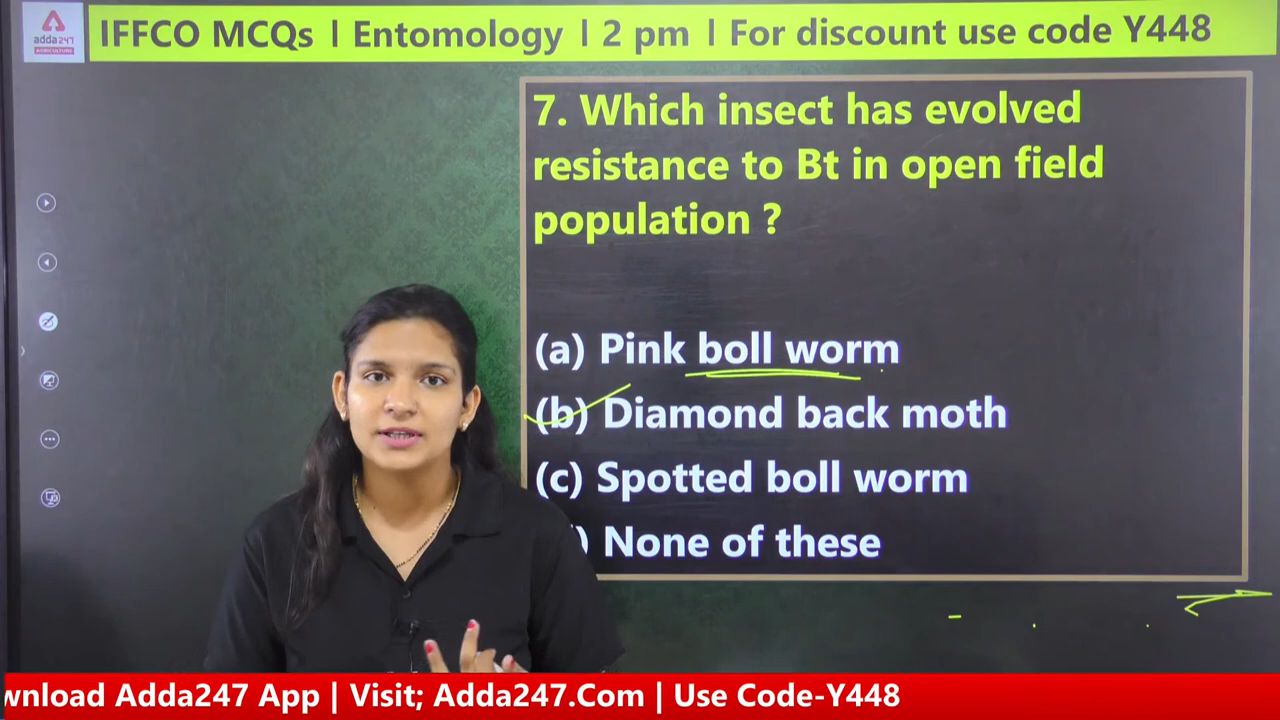 adda247
AGRICULTURE
IFFCO MCQs I Entomology I 2 pm I For discount use code Y448
7. Which insect has evolved
resistance to Bt in open field
population ?
(a) Pink boll worm
(b) Diamond back moth
(c) Spotted boll worm
) None of these
wnload Adda247 App | Visit; Adda247.Com | Use Code-Y448